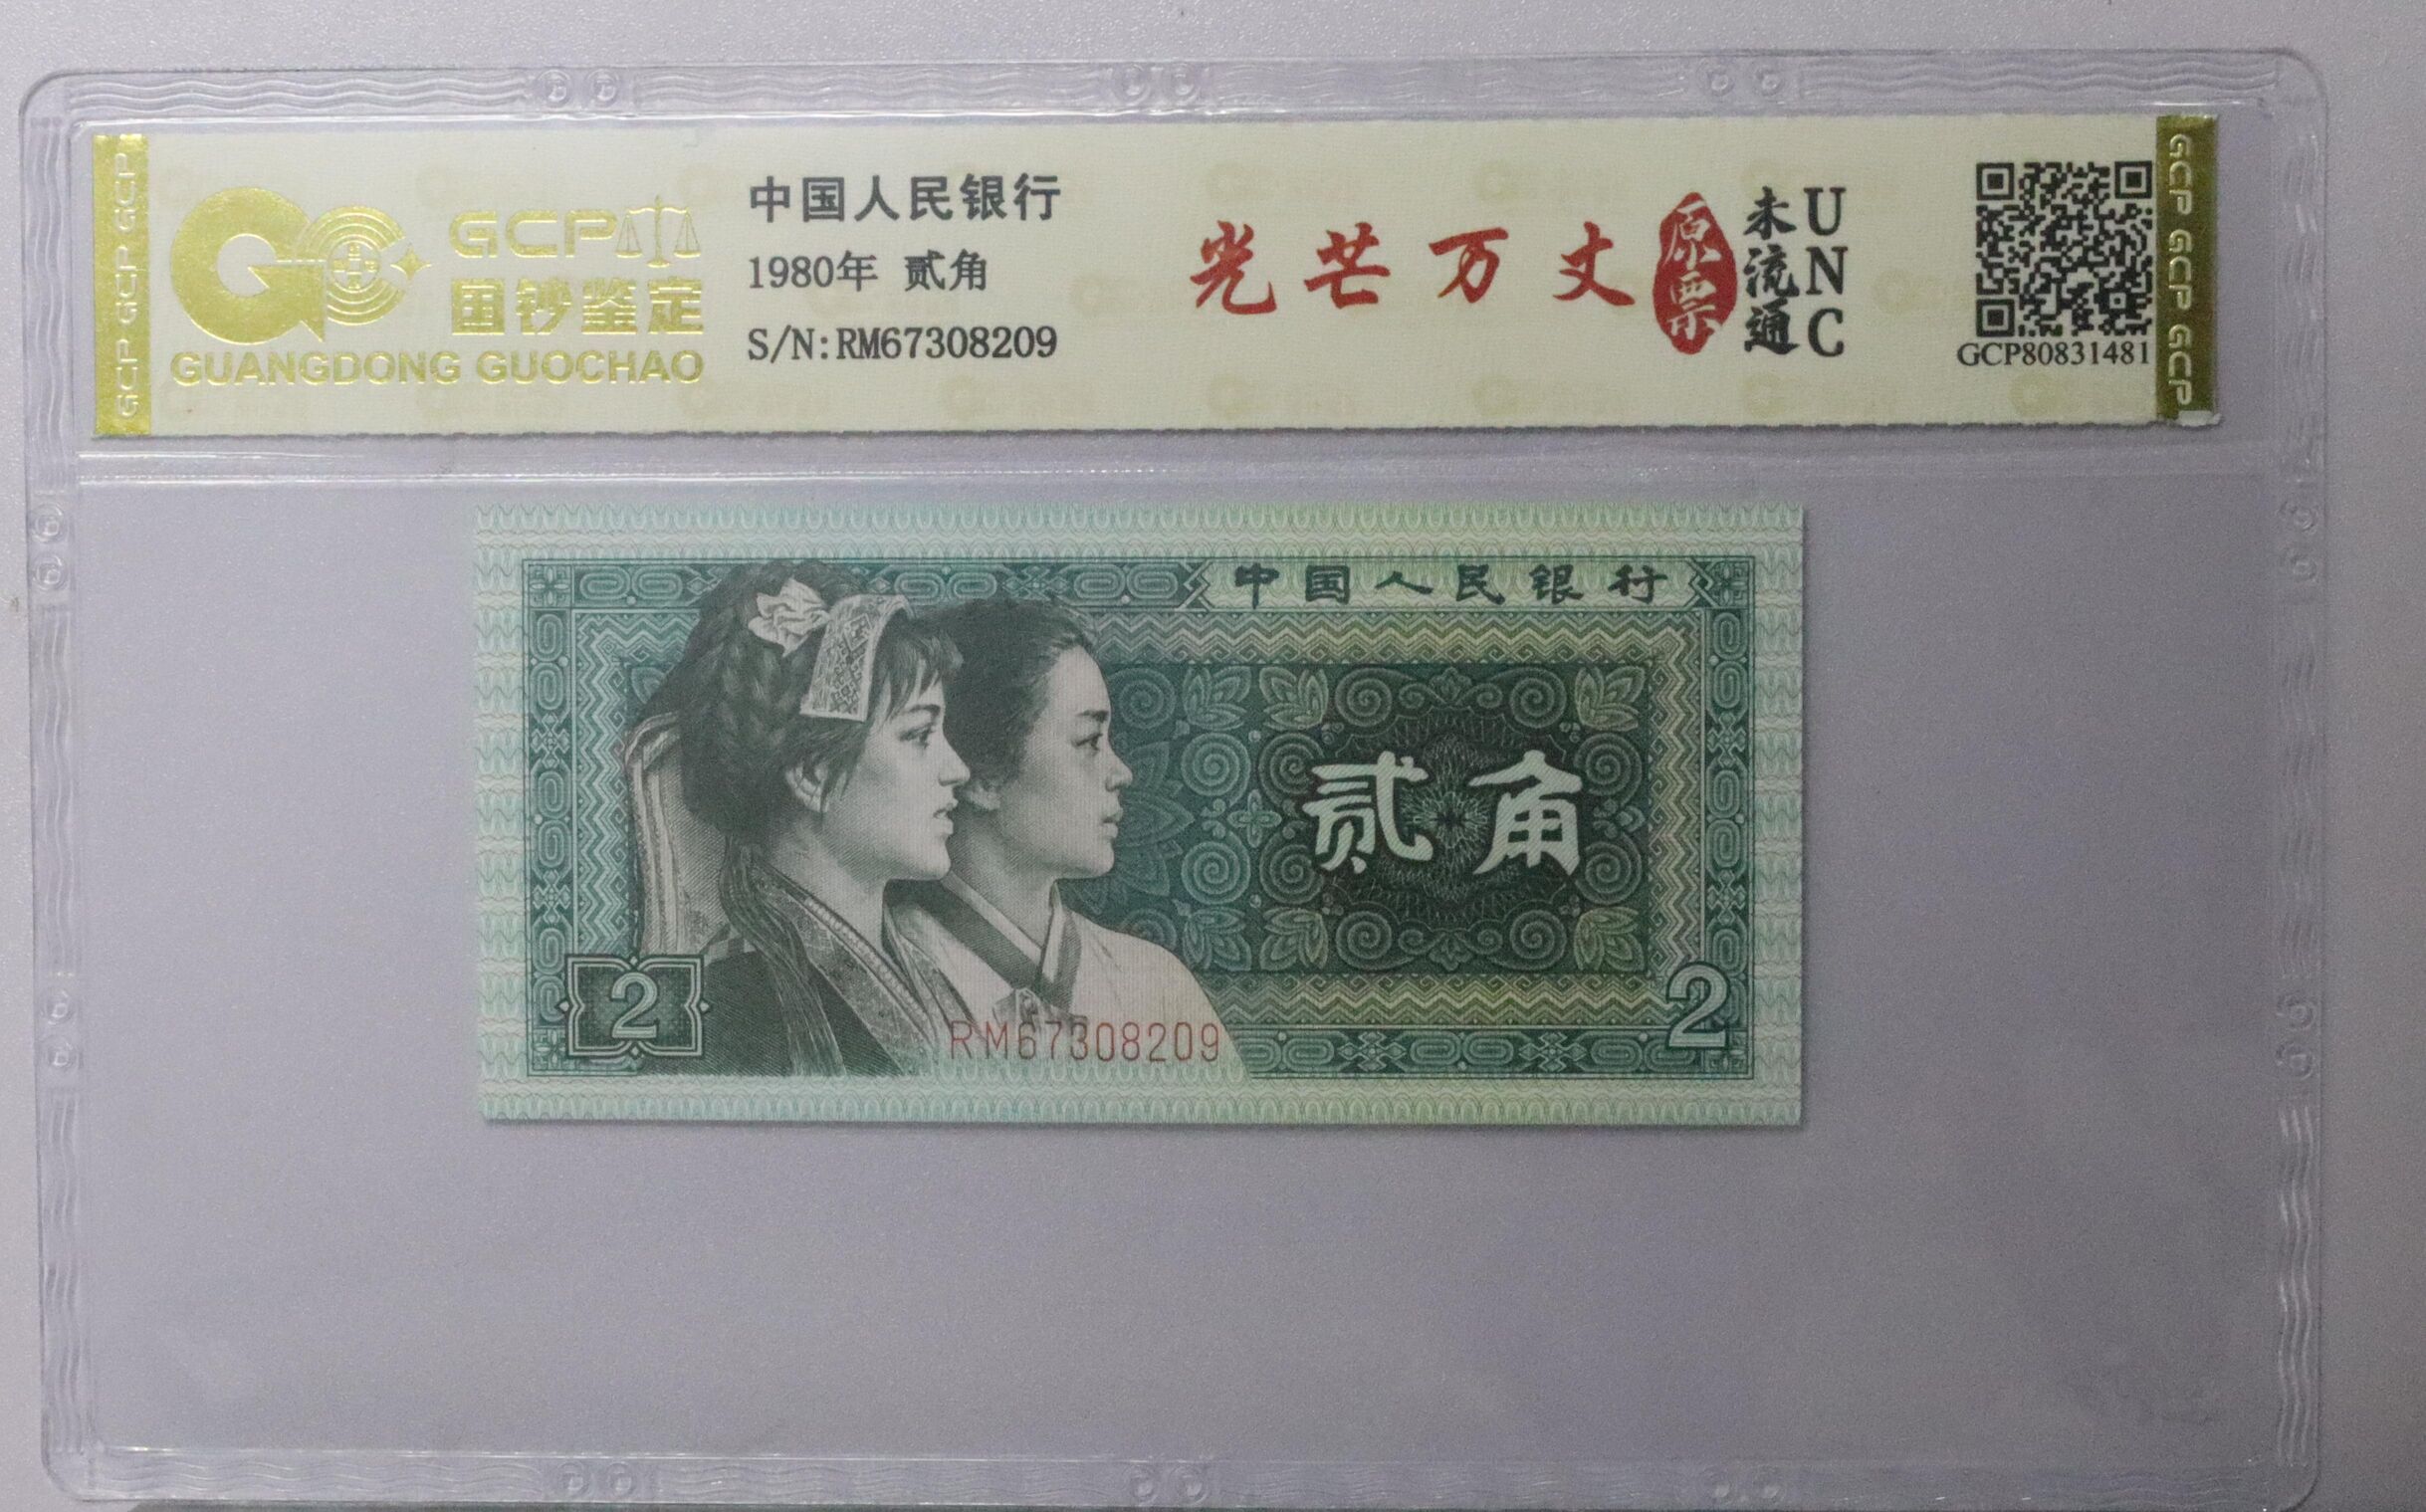 GCP GCP GCP
GCP
国钞鉴定
GUANGDONG GUOCHAO
中国人民银行
1980年 贰角
S/N:RM67308209
光芒万丈
原票
未流通
UNC
GCP80831481
GCP GCP GCP
中国人民银行
贰角
2
RM67308209
2